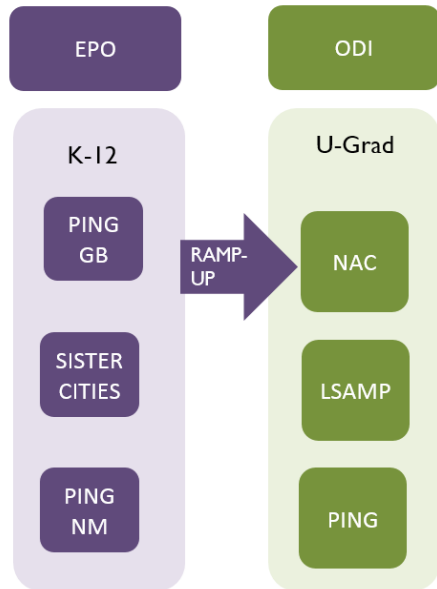 EPO
ODI
K-12
PING
GB
SISTER
CITIES
PING
NM
RAMP-
UP
U-Grad
NAC
LSAMP
PING